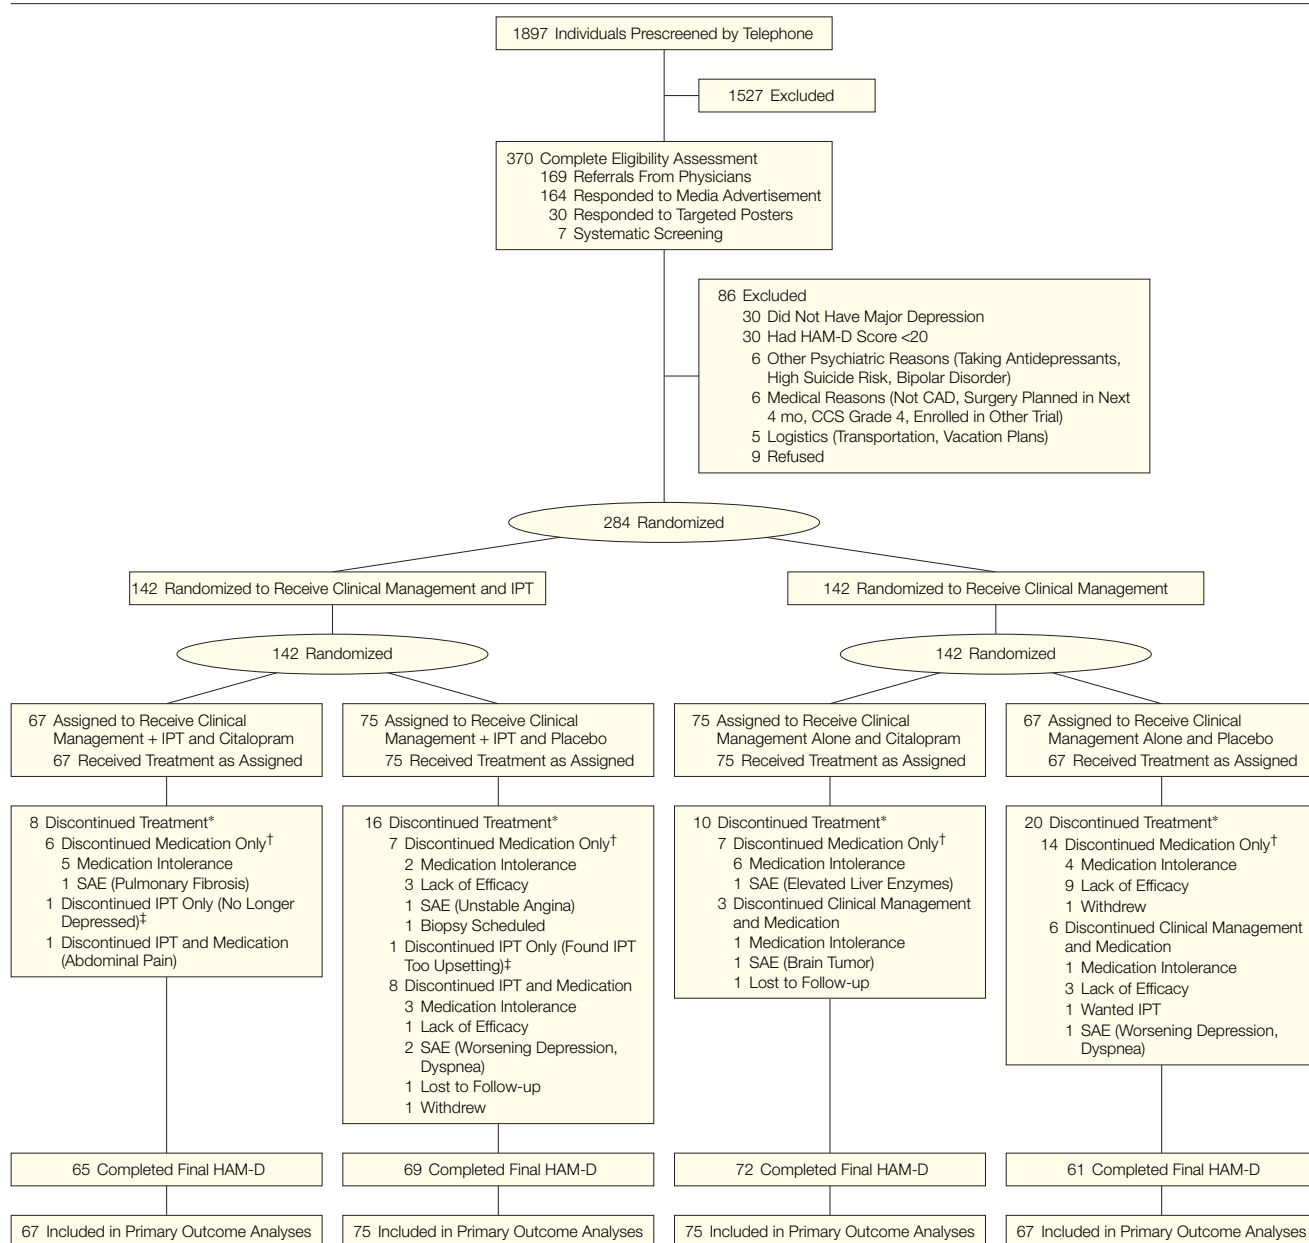 1897 Individuals Prescreened by Telephone
1527 Excluded
370 Complete Eligibility Assessment
169 Referrals From Physicians
164 Responded to Media Advertisement
30 Responded to Targeted Posters
7 Systematic Screening
86 Excluded
30 Did Not Have Major Depression
30 Had HAM-D Score <20
6 Other Psychiatric Reasons (Taking Antidepressants,
High Suicide Risk, Bipolar Disorder)
6 Medical Reasons (Not CAD, Surgery Planned in Next
4 mo, CCS Grade 4, Enrolled in Other Trial)
5 Logistics (Transportation, Vacation Plans)
9 Refused
284 Randomized
142 Randomized to Receive Clinical Management and IPT
142 Randomized to Receive Clinical Management
142 Randomized
142 Randomized
67 Assigned to Receive Clinical
Management + IPT and Citalopram
67 Received Treatment as Assigned
75 Assigned to Receive Clinical
Management + IPT and Placebo
75 Received Treatment as Assigned
75 Assigned to Receive Clinical
Management Alone and Citalopram
75 Received Treatment as Assigned
67 Assigned to Receive Clinical
Management Alone and Placebo
67 Received Treatment as Assigned
8 Discontinued Treatment*
6 Discontinued Medication Only†
5 Medication Intolerance
1 SAE (Pulmonary Fibrosis)
1 Discontinued IPT Only (No Longer
Depressed)‡
1 Discontinued IPT and Medication
(Abdominal Pain)
16 Discontinued Treatment*
7 Discontinued Medication Only†
2 Medication Intolerance
3 Lack of Efficacy
1 SAE (Unstable Angina)
1 Biopsy Scheduled
1 Discontinued IPT Only (Found IPT
Too Upsetting)‡
8 Discontinued IPT and Medication
3 Medication Intolerance
1 Lack of Efficacy
2 SAE (Worsening Depression,
Dyspnea)
1 Lost to Follow-up
1 Withdrew
10 Discontinued Treatment*
7 Discontinued Medication Only†
6 Medication Intolerance
1 SAE (Elevated Liver Enzymes)
3 Discontinued Clinical Management
and Medication
1 Medication Intolerance
1 SAE (Brain Tumor)
1 Lost to Follow-up
20 Discontinued Treatment*
14 Discontinued Medication Only†
4 Medication Intolerance
9 Lack of Efficacy
1 Withdrew
6 Discontinued Clinical Management
and Medication
1 Medication Intolerance
3 Lack of Efficacy
1 Wanted IPT
1 SAE (Worsening Depression,
Dyspnea)
65 Completed Final HAM-D
69 Completed Final HAM-D
72 Completed Final HAM-D
61 Completed Final HAM-D
67 Included in Primary Outcome Analyses
75 Included in Primary Outcome Analyses
75 Included in Primary Outcome Analyses
67 Included in Primary Outcome Analyses